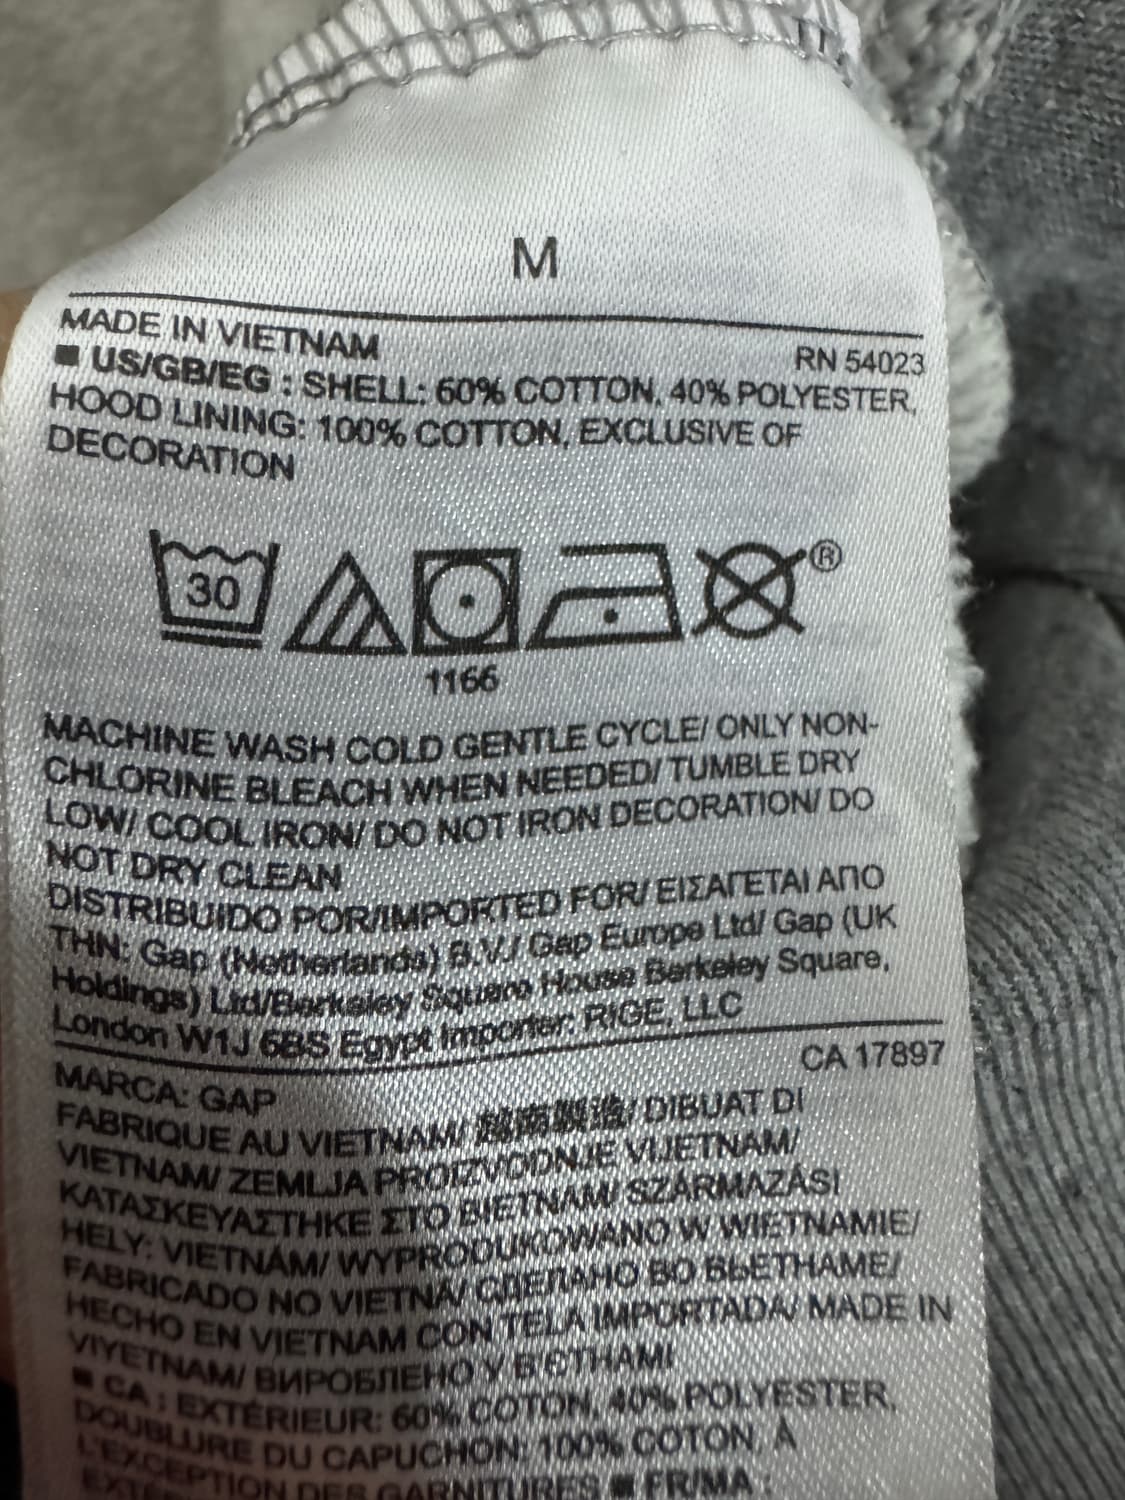 M
MADE IN VIETNAM
RN 54023
■ US/GB/EG : SHELL: 60% COTTON, 40% POLYESTER,
HOOD LINING: 100% COTTON, EXCLUSIVE OF
DECORATION
30
®
1166
MACHINE WASH COLD GENTLE CYCLE/ ONLY NON-
CHLORINE BLEACH WHEN NEEDED/ TUMBLE DRY
LOW/ COOL IRON/ DO NOT IRON DECORATION/ DO
NOT DRY CLEAN
DISTRIBUIDO POR/IMPORTED FOR/ ΕΙΣΑΓΕΤΑΙ ΑΠΟ
ΤΗΝ: Gap (Netherlands) B.V./ Gap Europe Ltd/ Gap (UK
Holdings) Ltd/Berkeley Square House Berkeley Square,
London W1J 6BS Egypt Importer: RIGE, LLC
CA 17897
MARCA: GAP
FABRIQUÉ AU VIETNAM/ 越南製造/ DIBUAT DI
VIETNAM/ ZEMLJA PROIZVODNJE VIJETNAM/
ΚΑΤΑΣΚΕΥΑΣΤΗΚΕ ΣΤΟ ΒΙΕΤΝΑΜ/ SZÁRMAZÁSI
HELY: VIETNÁM/ WYPRODUKOWANO W WIETNAMIE/
FABRICADO NO VIETNÃ/ СДЕЛАНО ВО ВЬЕТНАМЕ/
HECHO EN VIETNAM CON TELA IMPORTADA/ MADE IN
VIYETNAM/ ВИРОБЛЕНО У В'ЄТНАМІ
■ CA : EXTÉRIEUR: 60% COTON, 40% POLYESTER,
DOUBLURE DU CAPUCHON: 100% COTON, À
L'EXCEPTION DES GARNITURES ■ FR/MA :